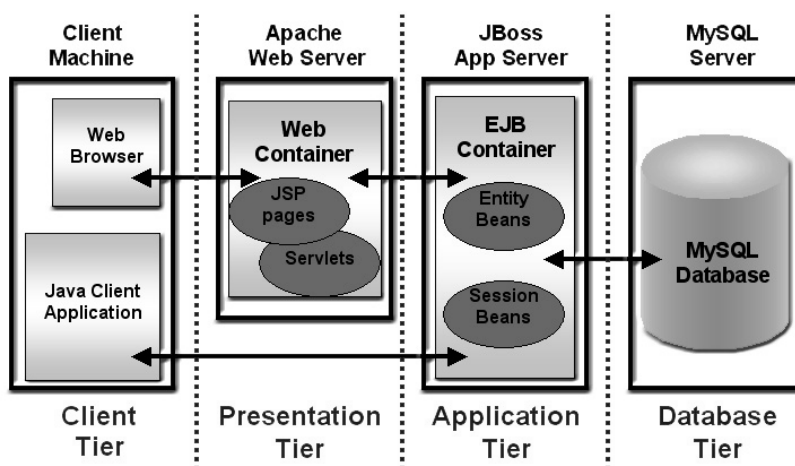 Client
Machine
Apache
Web Server
JBoss
App Server
MySQL
Server
Web
Browser
Java Client
Application
Web
Container
JSP
pages
Servlets
EJB
Container
Entity
Beans
Session
Beans
MySQL
Database
Client
Tier
Presentation
Tier
Application
Tier
Database
Tier